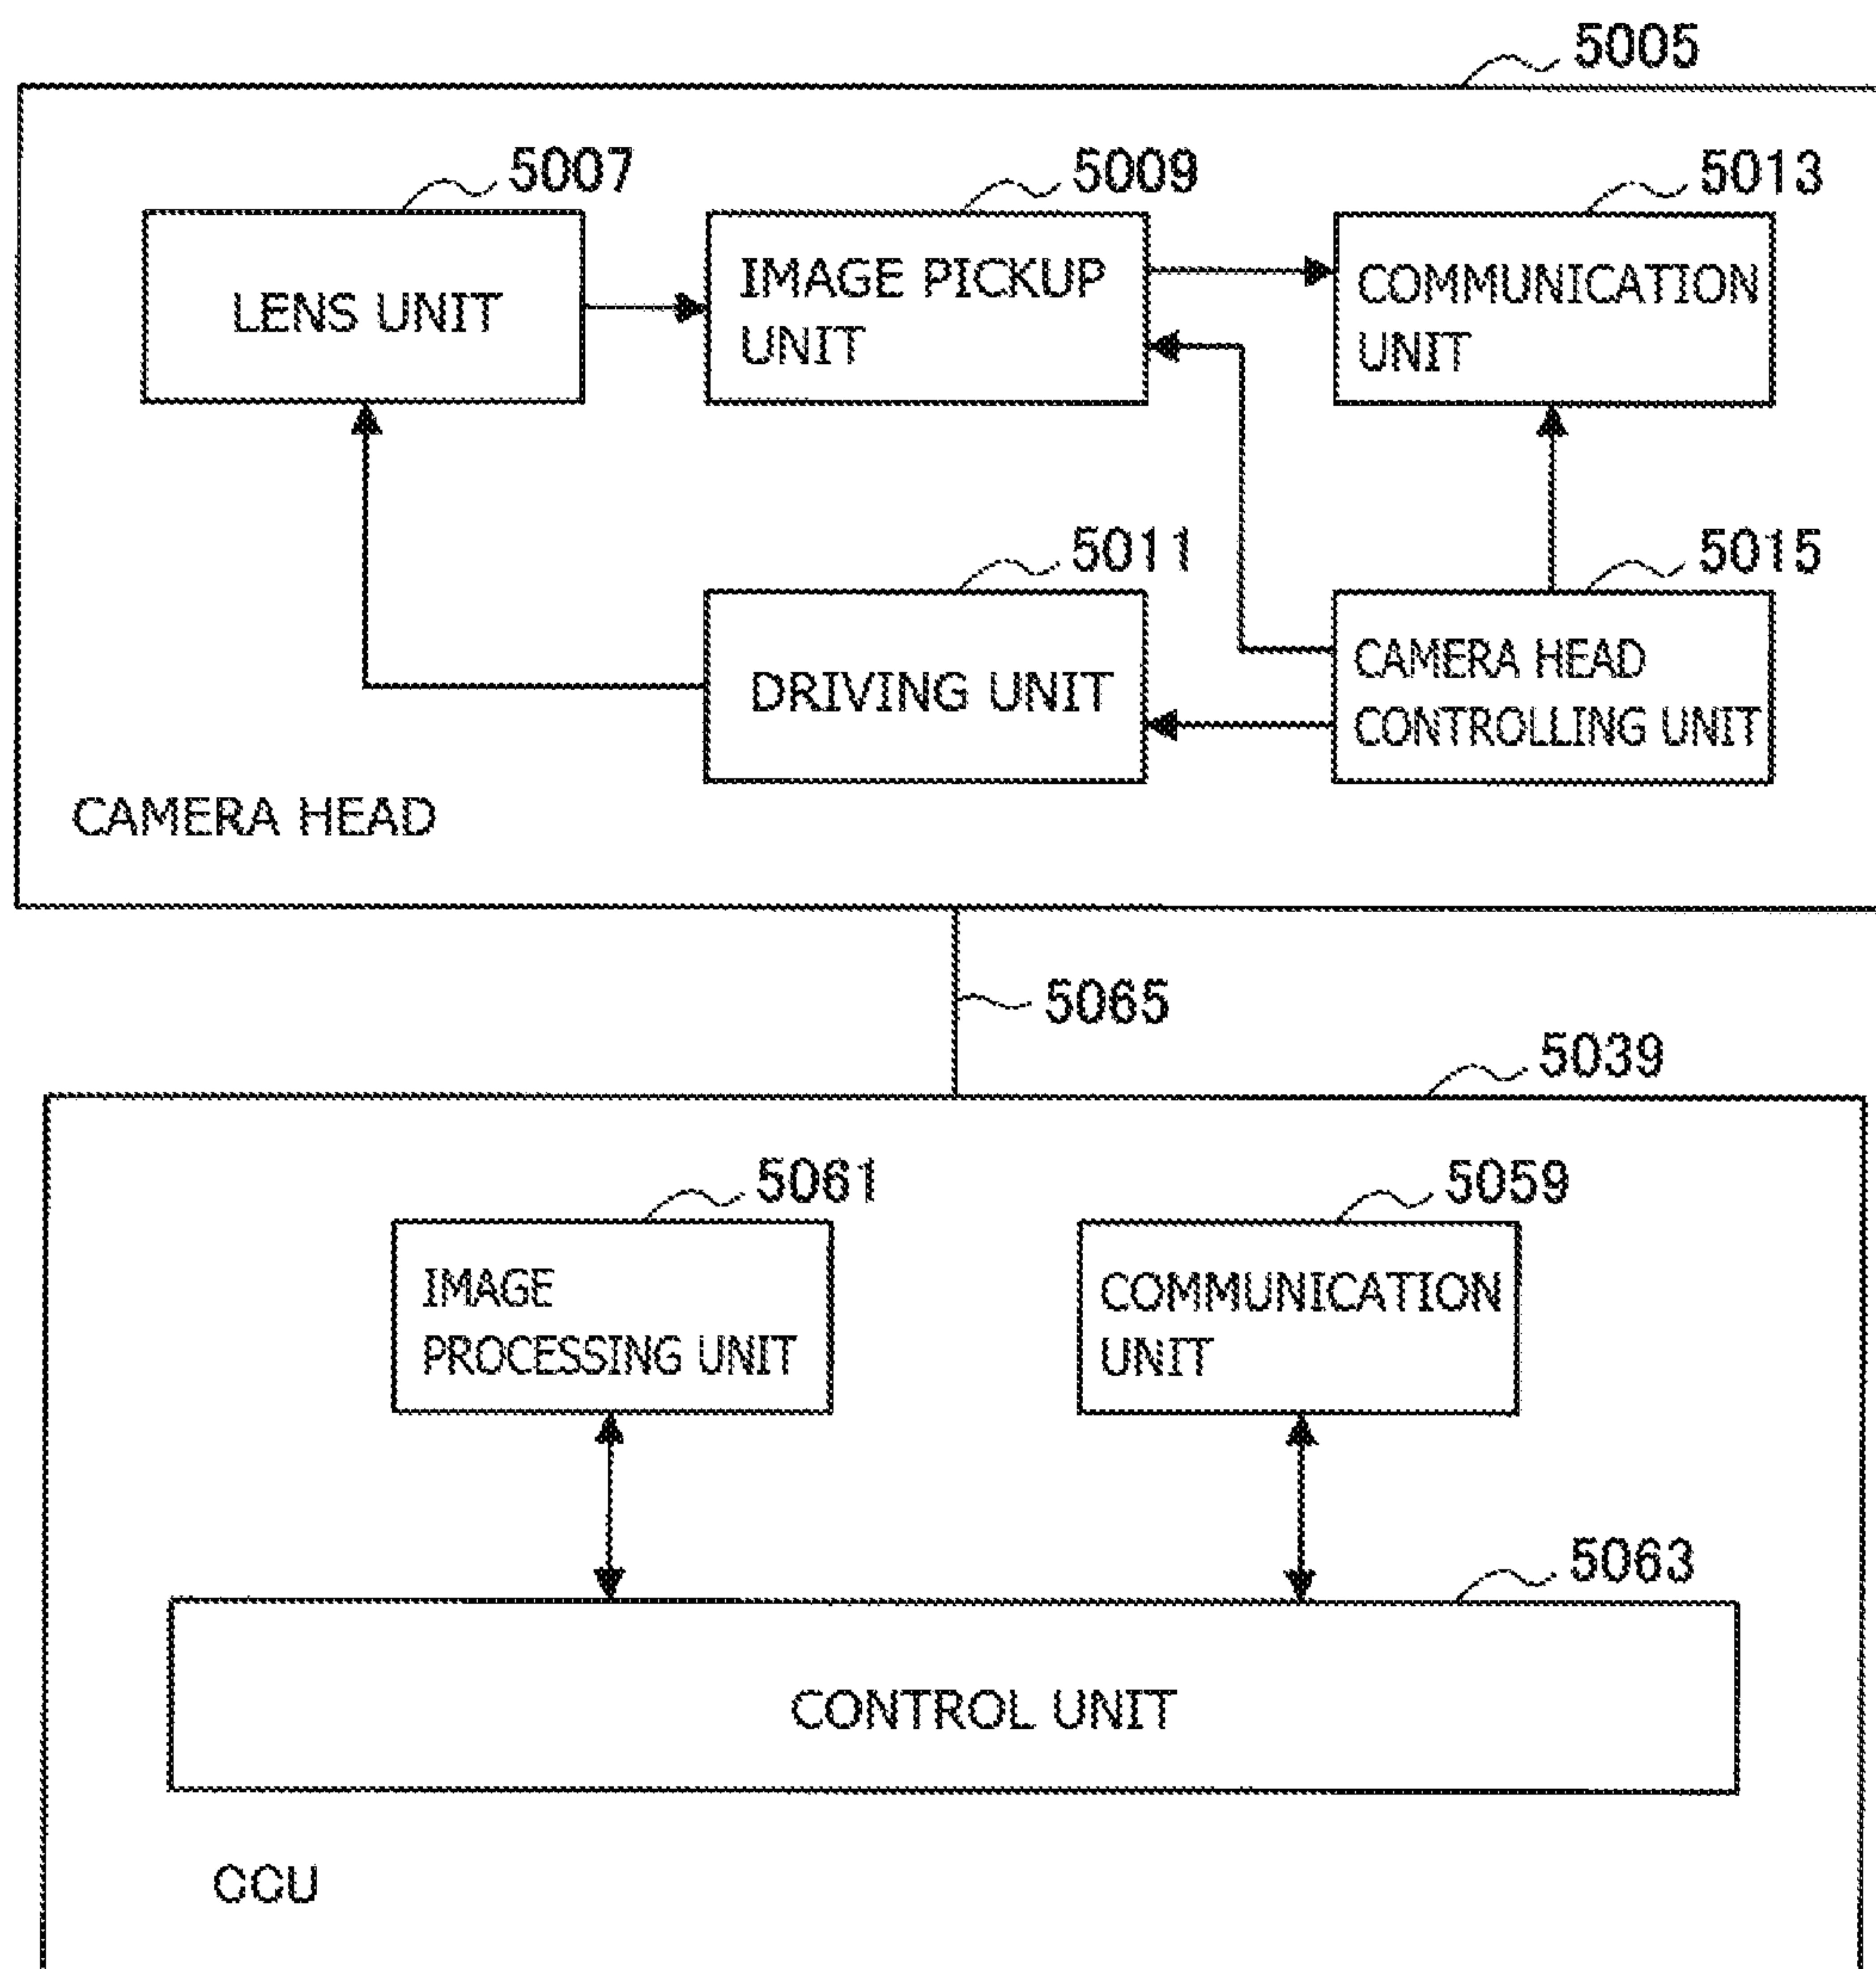 5005
5007
5009
5013
LENS UNIT
IMAGE PICKUP
UNIT
COMMUNICATION
UNIT
5011
5015
DRIVING UNIT
CAMERA HEAD
CONTROLLING UNIT
CAMERA HEAD
5065
5039
5061
5059
IMAGE
PROCESSING UNIT
COMMUNICATION
UNIT
5063
CONTROL UNIT
CCU